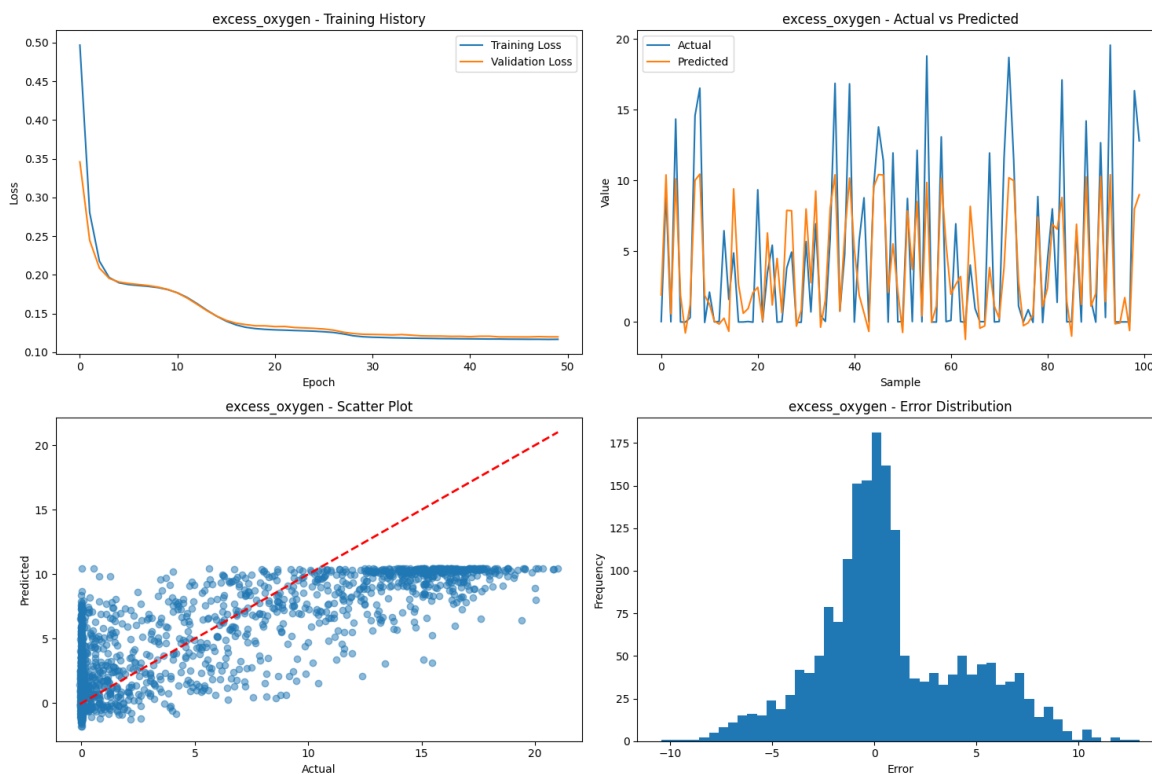 excess_oxygen - Training History
0.50
0.45
0.40
0.35
0.30
0.25
0.20
0.15
0.10
Loss
0 10 20 30 40 50
Epoch
Training Loss
Validation Loss
excess_oxygen - Actual vs Predicted
20
15
10
5
0
Value
0 20 40 60 80 100
Sample
Actual
Predicted
excess_oxygen - Scatter Plot
20
15
10
5
0
Predicted
0 5 10 15 20
Actual
excess_oxygen - Error Distribution
175
150
125
100
75
50
25
0
Frequency
−10 −5 0 5 10
Error